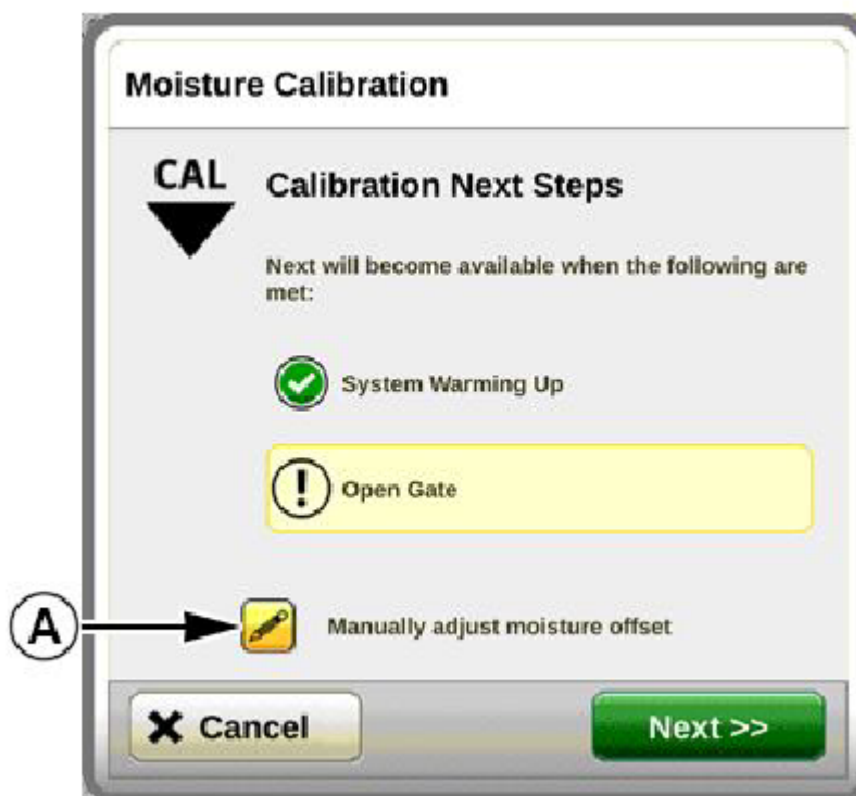 Moisture Calibration
CAL
Calibration Next Steps
Next will become available when the following are
met:
System Warming Up
! Open Gate
A
Manually adjust moisture offset
Cancel
Next >>